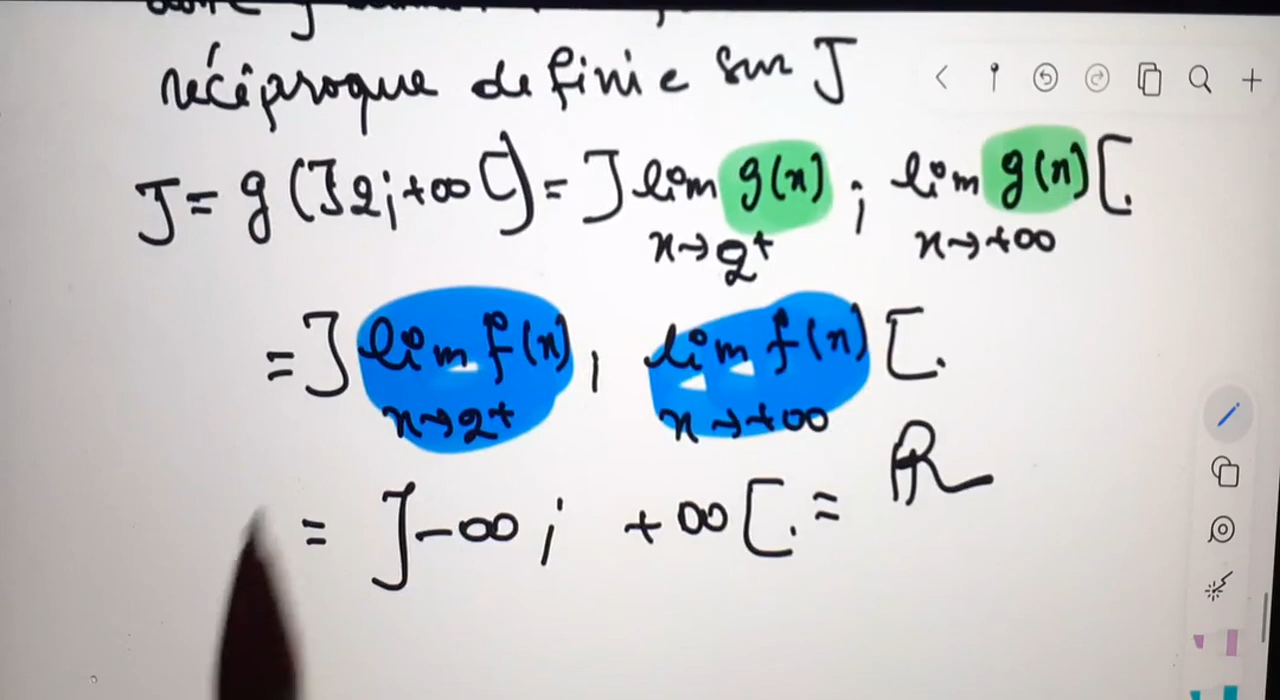 réciproque définie sur J
J = g(]2;+∞[) = ]lim g(x) ; lim g(x)[.
x→2⁺ x→+∞
= ]lim f(x), lim f(x)[.
x→2⁺ x→+∞
= ]-∞ ; +∞[. = ℝ